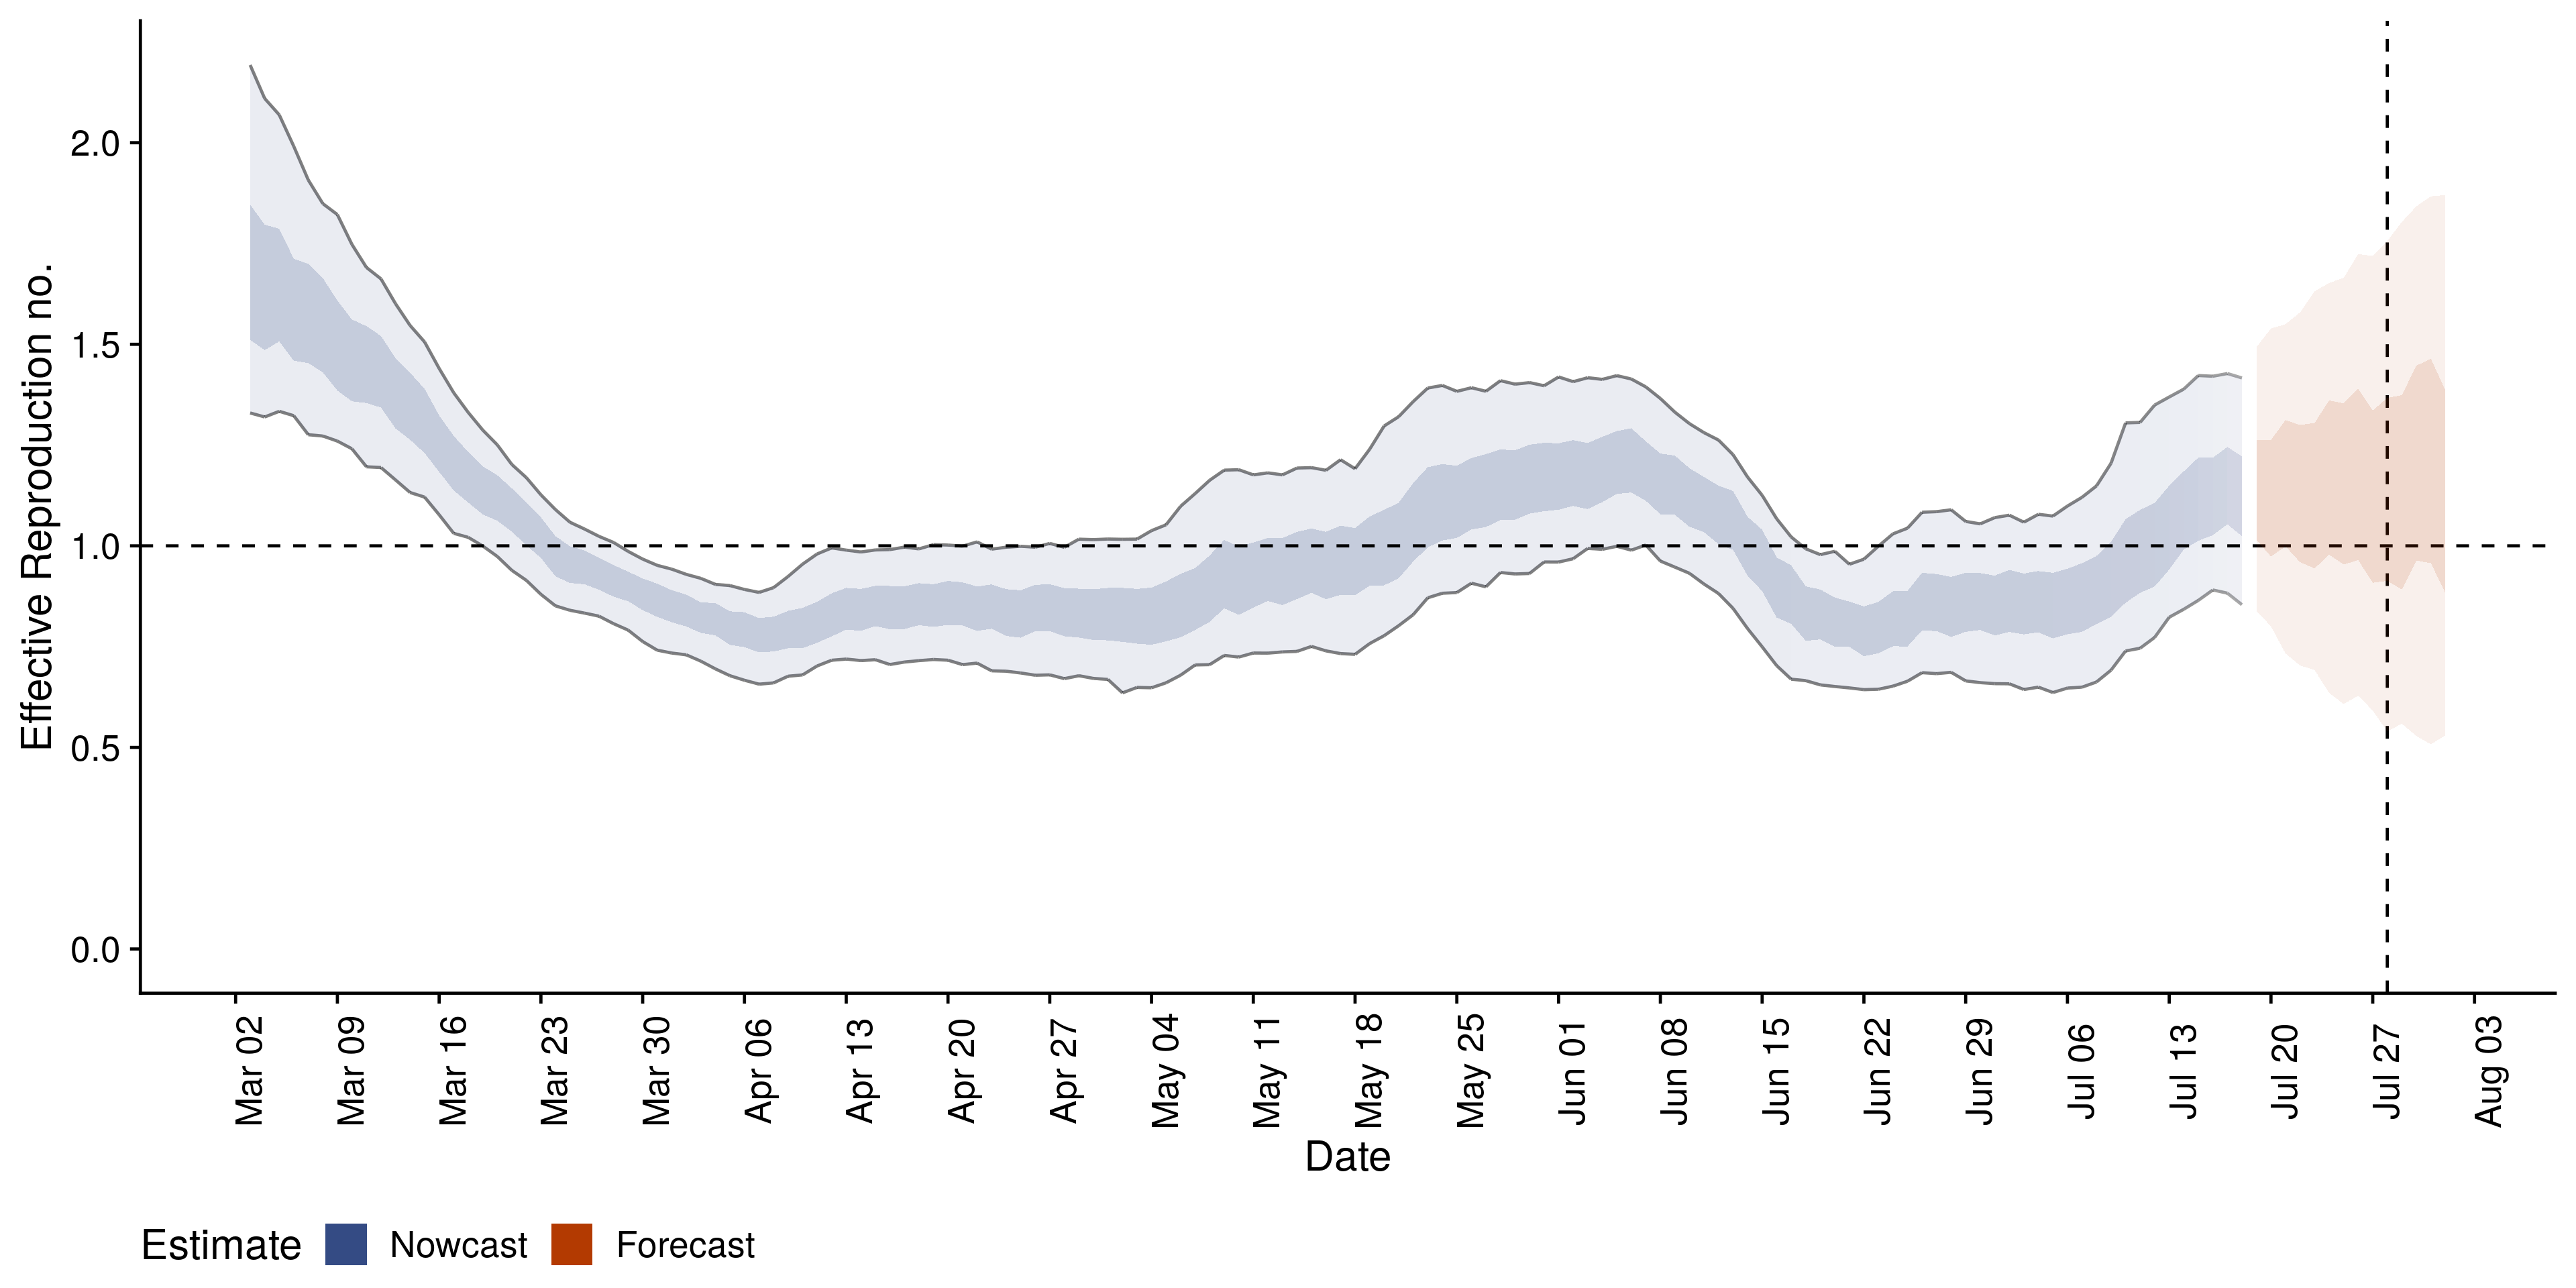 Effective Reproduction no.
2.0
1.5
1.0
0.5
0.0
Mar 02
Mar 09
Mar 16
Mar 23
Mar 30
Apr 06
Apr 13
Apr 20
Apr 27
May 04
May 11
May 18
May 25
Jun 01
Jun 08
Jun 15
Jun 22
Jun 29
Jul 06
Jul 13
Jul 20
Jul 27
Aug 03
Date
Estimate Nowcast Forecast